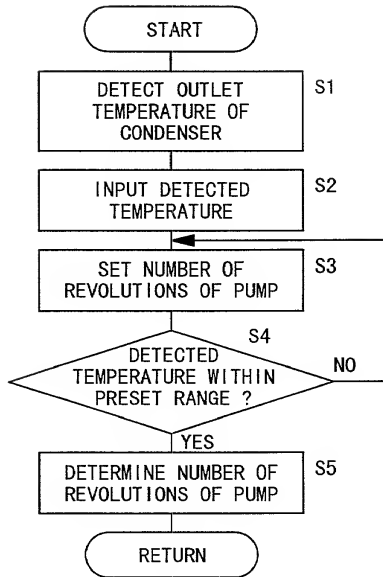 START
DETECT OUTLET
TEMPERATURE OF
CONDENSER
S1
INPUT DETECTED
TEMPERATURE
S2
SET NUMBER OF
REVOLUTIONS OF PUMP
S3
S4
DETECTED
TEMPERATURE WITHIN
PRESET RANGE ?
NO
YES
DETERMINE NUMBER OF
REVOLUTIONS OF PUMP
S5
RETURN